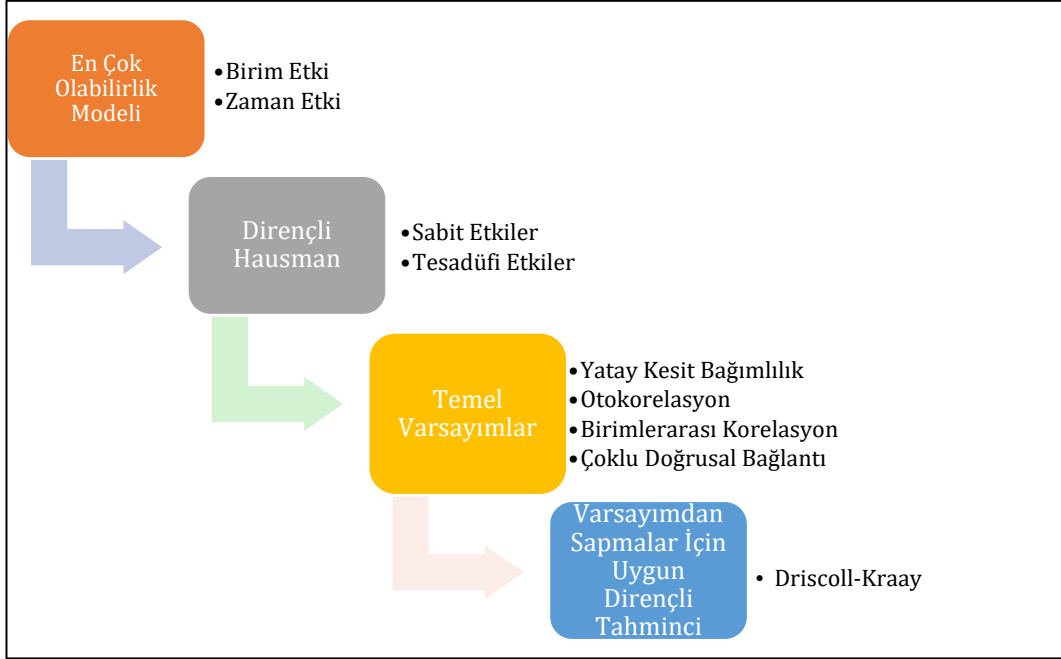 En Çok
Olabilirlik
Modeli
•Birim Etki
•Zaman Etki
Dirençli
Hausman
•Sabit Etkiler
•Tesadüfi Etkiler
Temel
Varsayımlar
•Yatay Kesit Bağımlılık
•Otokorelasyon
•Birimlerarası Korelasyon
•Çoklu Doğrusal Bağlantı
Varsayımdan
Sapmalar İçin
Uygun
Dirençli
Tahminci
• Driscoll-Kraay